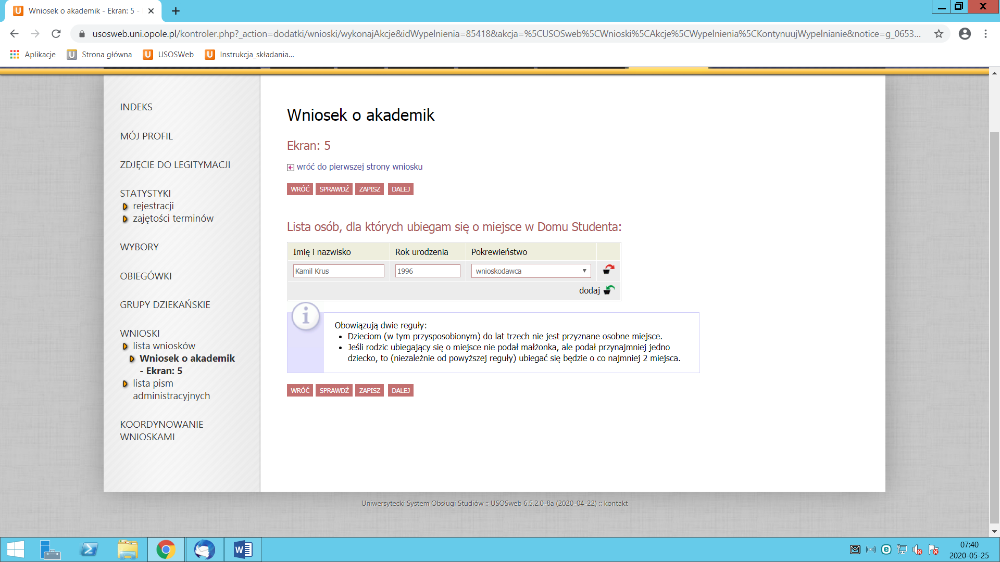 Wniosek o akademik - Ekran: 5 -
usosweb.uni.opole.pl/kontroler.php?_action=dodatki/wnioski/wykonajAkcje&idWypelnienia=85418&akcja=%5CUSOSweb%5CWnioski%5CAkcje%5CWypelnienia%5CKontynuujWypelnianie&notice=g_0653...
Aplikacje Strona główna USOSWeb Instrukcja_składania...
INDEKS
MÓJ PROFIL
ZDJĘCIE DO LEGITYMACJI
STATYSTYKI
rejestracji
zajętości terminów
WYBORY
OBIEGÓWKI
GRUPY DZIEKAŃSKIE
WNIOSKI
lista wniosków
Wniosek o akademik
- Ekran: 5
lista pism
administracyjnych
KOORDYNOWANIE
WNIOSKAMI
Wniosek o akademik
Ekran: 5
wróć do pierwszej strony wniosku
WRÓĆ SPRAWDŹ ZAPISZ DALEJ
Lista osób, dla których ubiegam się o miejsce w Domu Studenta:
Imię i nazwisko Rok urodzenia Pokrewieństwo
Kamil Krus 1996 wnioskodawca
dodaj
i
Obowiązują dwie reguły:
• Dzieciom (w tym przysposobionym) do lat trzech nie jest przyznane osobne miejsce.
• Jeśli rodzic ubiegający się o miejsce nie podał małżonka, ale podał przynajmniej jedno
dziecko, to (niezależnie od powyższej reguły) ubiegać się będzie o co najmniej 2 miejsca.
WRÓĆ SPRAWDŹ ZAPISZ DALEJ
Uniwersytecki System Obsługi Studiów :: USOSweb 6.5.2.0-8a (2020-04-22) :: kontakt
07:40
2020-05-25